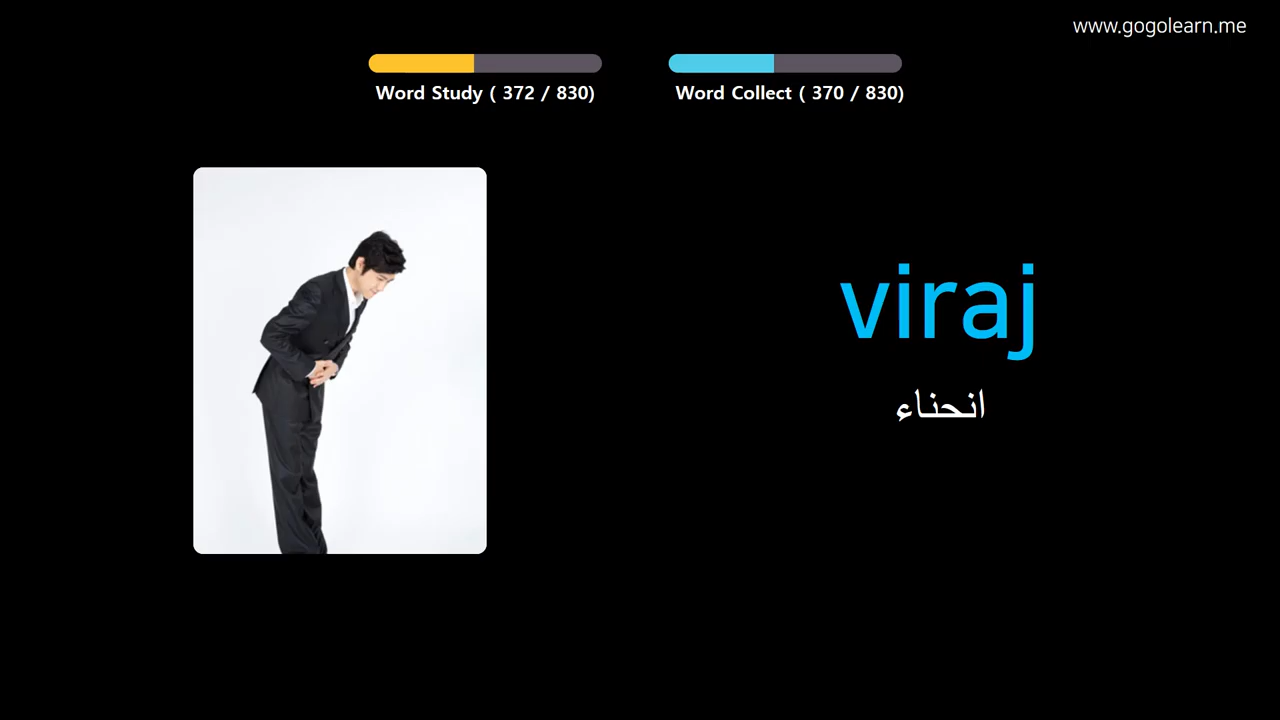 www.gogolearn.me
Word Study ( 372 / 830)
Word Collect ( 370 / 830)
viraj
انحناء